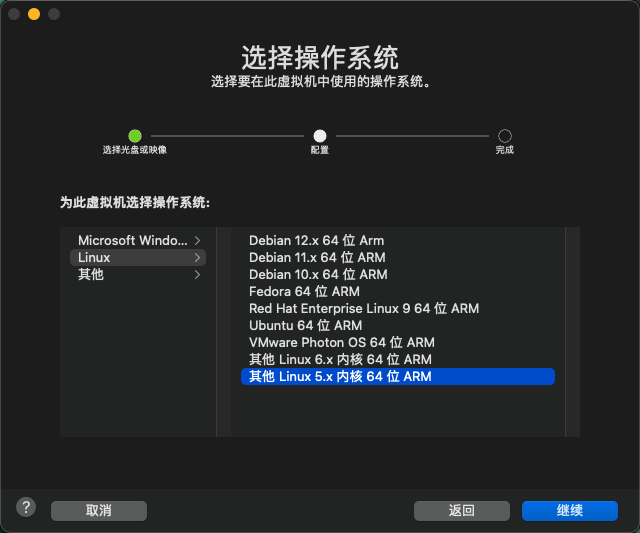 选择操作系统
选择要在此虚拟机中使用的操作系统。
选择光盘或映像
配置
完成
为此虚拟机选择操作系统:
Microsoft Windo...
Linux
其他
Debian 12.x 64 位 Arm
Debian 11.x 64 位 ARM
Debian 10.x 64 位 ARM
Fedora 64 位 ARM
Red Hat Enterprise Linux 9 64 位 ARM
Ubuntu 64 位 ARM
VMware Photon OS 64 位 ARM
其他 Linux 6.x 内核 64 位 ARM
其他 Linux 5.x 内核 64 位 ARM
?
取消
返回
继续